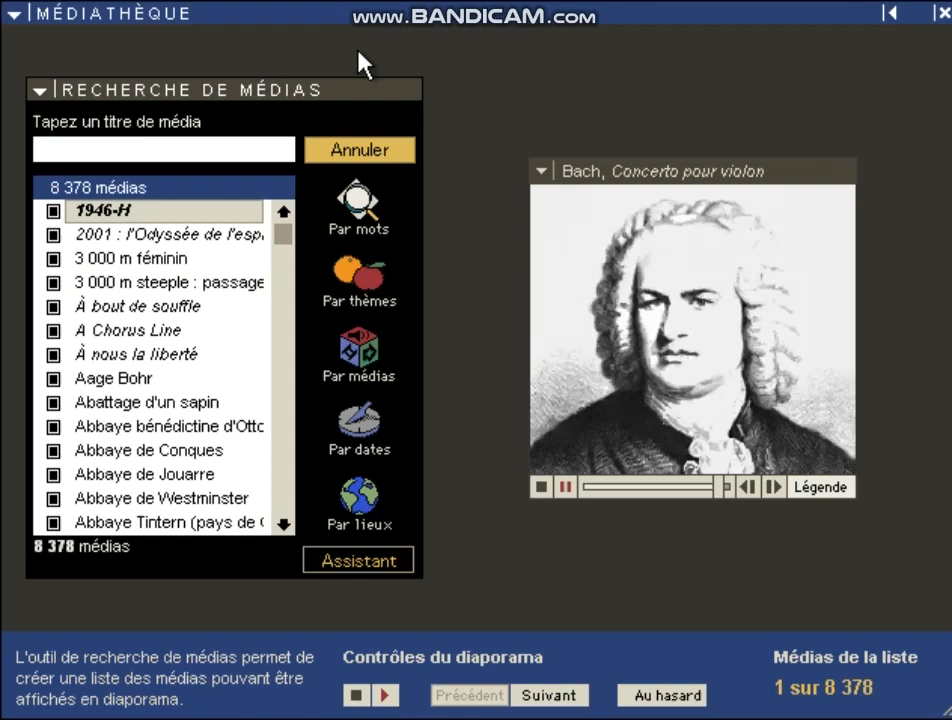 MÉDIATHÈQUE
www.BANDICAM.com
RECHERCHE DE MÉDIAS
Tapez un titre de média
Annuler
8 378 médias
1946-H
2001 : l'Odyssée de l'esp
3 000 m féminin
3 000 m steeple : passage
À bout de souffle
A Chorus Line
À nous la liberté
Aage Bohr
Abattage d'un sapin
Abbaye bénédictine d'Otto
Abbaye de Conques
Abbaye de Jouarre
Abbaye de Westminster
Abbaye Tintern (pays de
8 378 médias
Par mots
Par thèmes
Par médias
Par dates
Par lieux
Assistant
Bach, Concerto pour violon
Légende
L'outil de recherche de médias permet de
créer une liste des médias pouvant être
affichés en diaporama.
Contrôles du diaporama
Précédent
Suivant
Au hasard
Médias de la liste
1 sur 8 378